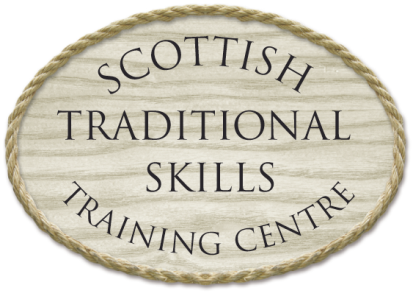 SCOTTISH
TRADITIONAL
SKILLS
TRAINING CENTRE